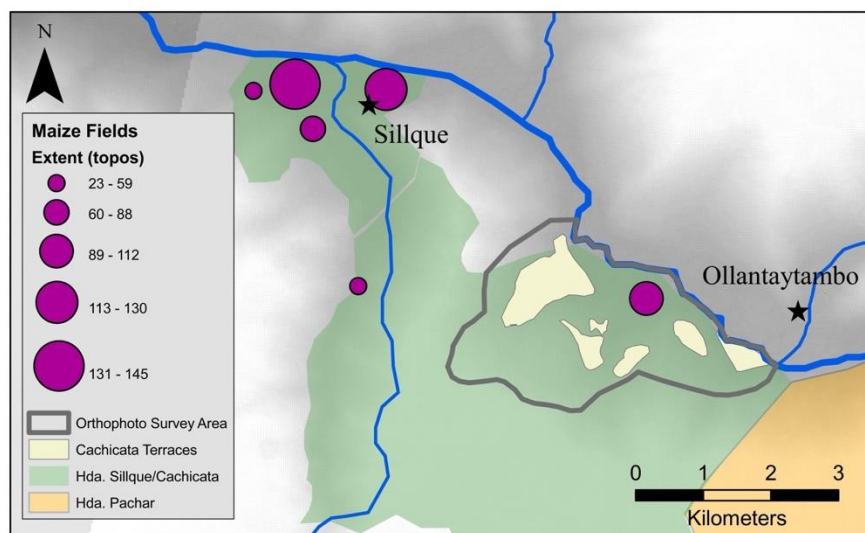 N
Sillque
Ollantaytambo
Maize Fields
Extent (topos)
23 - 59
60 - 88
89 - 112
113 - 130
131 - 145
Orthophoto Survey Area
Cachicata Terraces
Hda. Sillque/Cachicata
Hda. Pachar
0 1 2 3
Kilometers